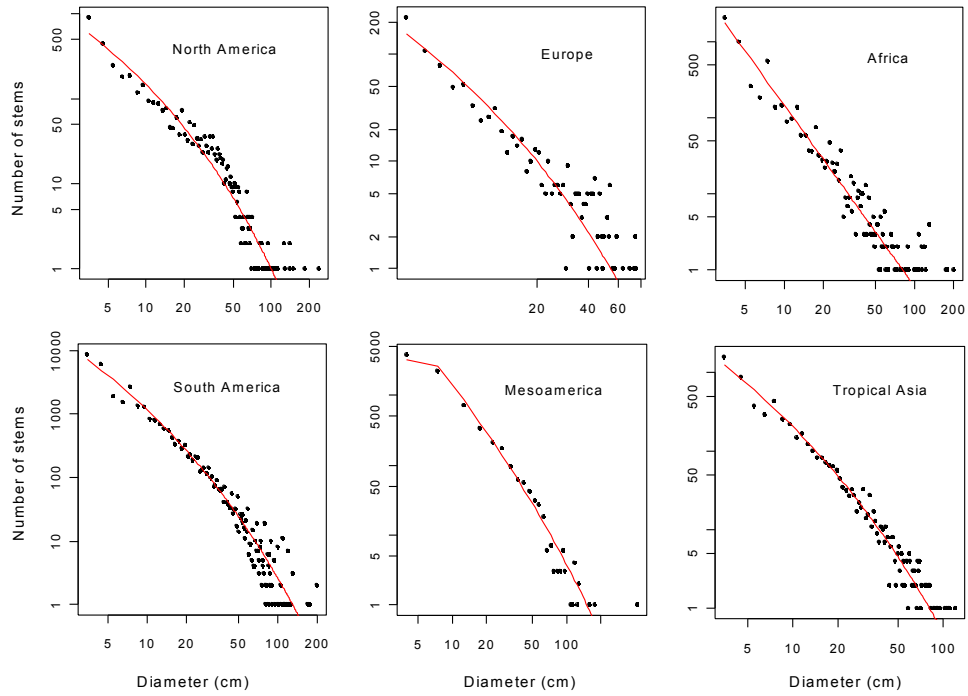 North America
Number of stems
500
50
10
5
1
5 10 20 50 100 200
Europe
200
50
20
10
5
2
1
20 40 60
Africa
500
50
5
1
5 10 20 50 100 200
South America
Number of stems
10000
1000
100
10
1
5 10 20 50 100 200
Diameter (cm)
Mesoamerica
5000
500
50
5
1
5 10 20 50 100
Diameter (cm)
Tropical Asia
500
50
5
1
5 10 20 50 100
Diameter (cm)